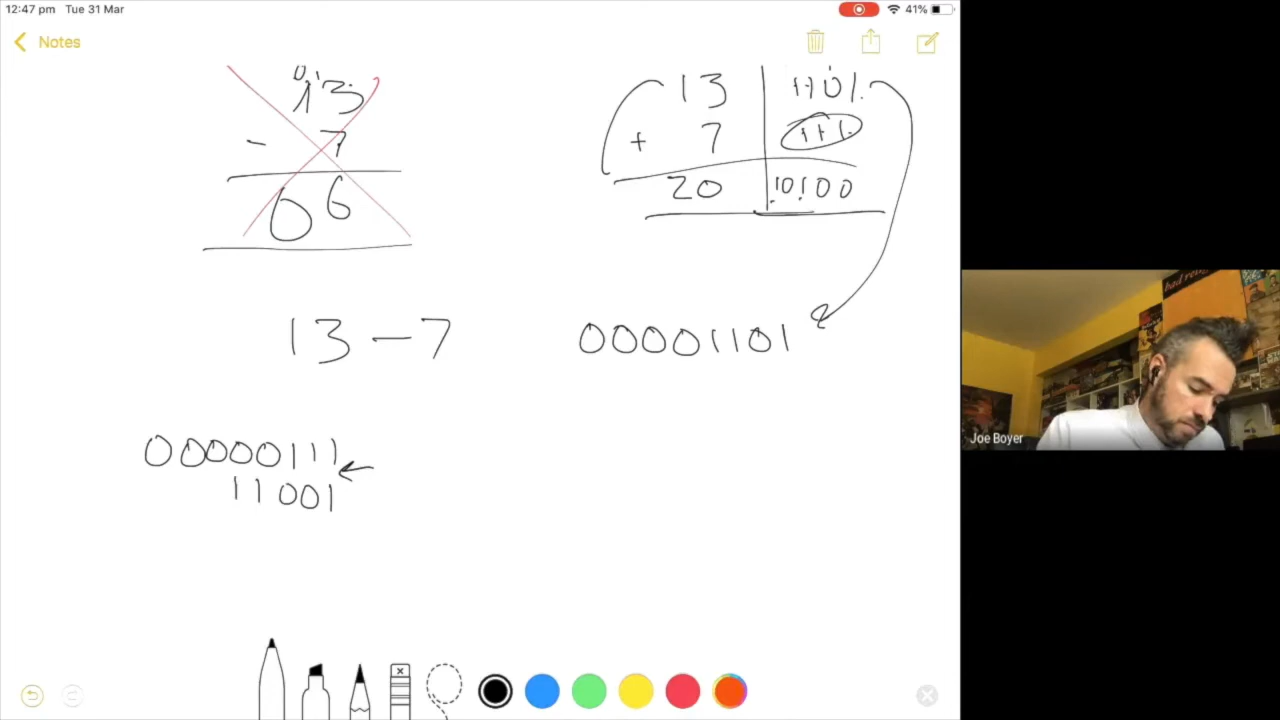 12:47 pm Tue 31 Mar
41%
Notes
0 1
13
- 7
06
13 1101
+ 7 111
20 10100
13 - 7
00001101
00000111
11001
Joe Boyer